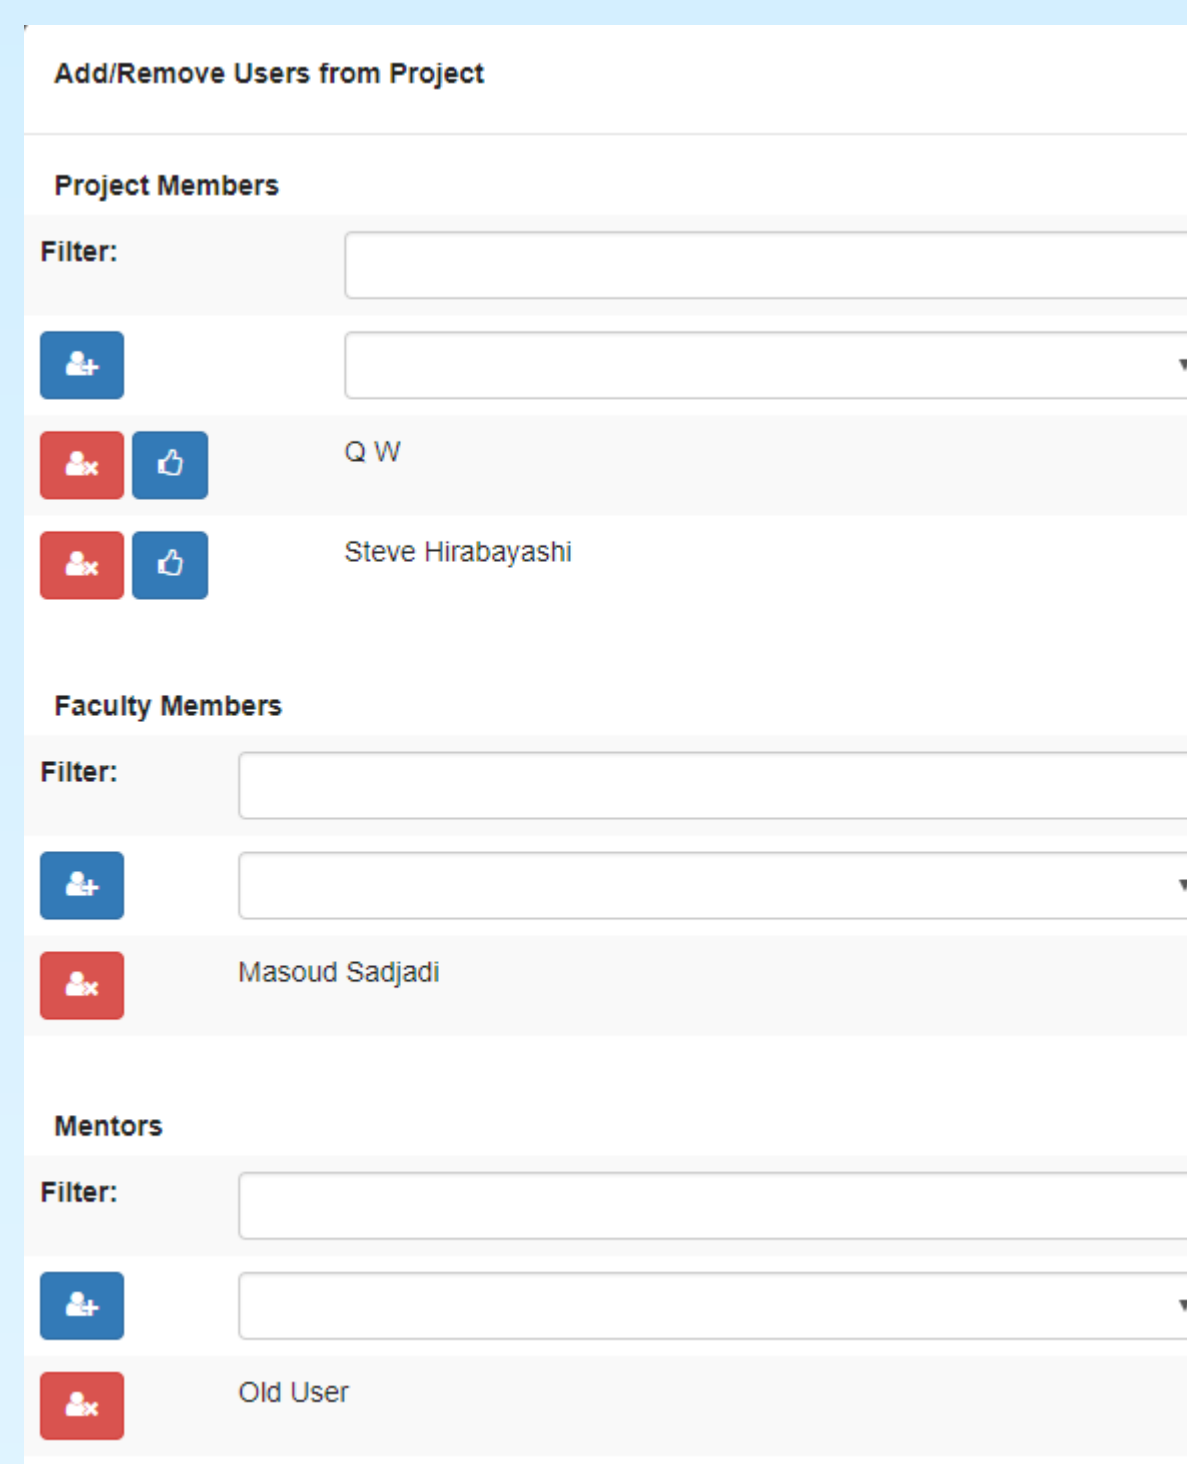 Add/Remove Users from Project
Project Members
Filter:
Q W
Steve Hirabayashi
Faculty Members
Filter:
Masoud Sadjadi
Mentors
Filter:
Old User